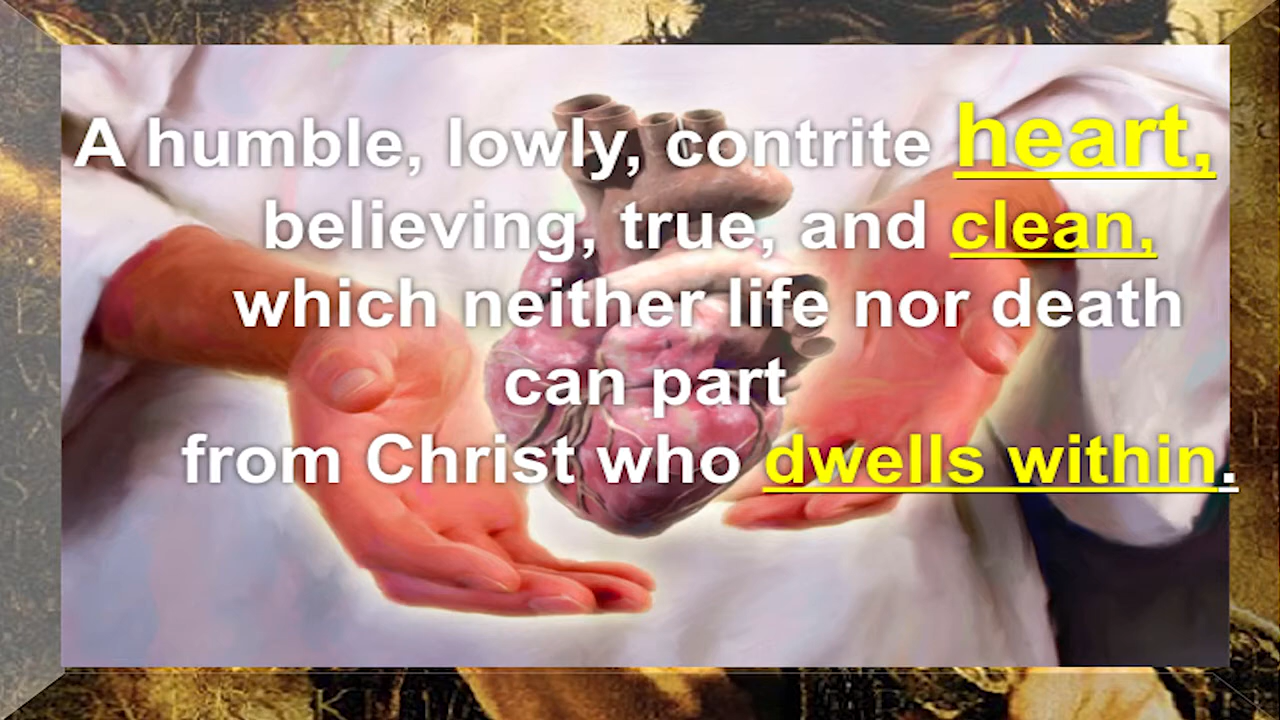 A humble, lowly, contrite heart,
believing, true, and clean,
which neither life nor death
can part
from Christ who dwells within.